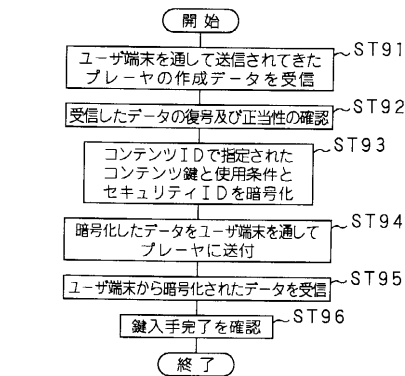 開始
ST91
ユーザ端末を通して送信されてきた
プレーヤの作成データを受信
ST92
受信したデータの復号及び正当性の確認
ST93
コンテンツIDで指定された
コンテンツ鍵と使用条件と
セキュリティIDを暗号化
ST94
暗号化したデータをユーザ端末を通して
プレーヤに送付
ST95
ユーザ端末から暗号化されたデータを受信
ST96
鍵入手完了を確認
終了